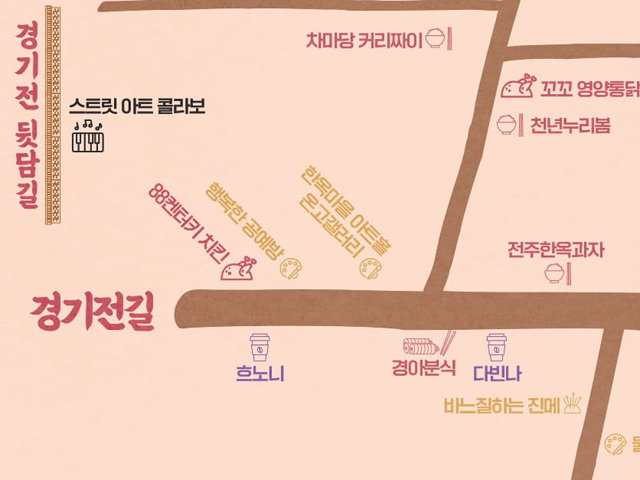 경기전 뒷담길
차마당 커리짜이
꼬꼬 영양통닭
스트릿 아트 콜라보
천년누리봄
88켄터키 치킨
행복한 공예방
한옥마을 아트홀
온고갤러리
전주한옥과자
경기전길
흐노니
경아분식
다빈나
바느질하는 진메